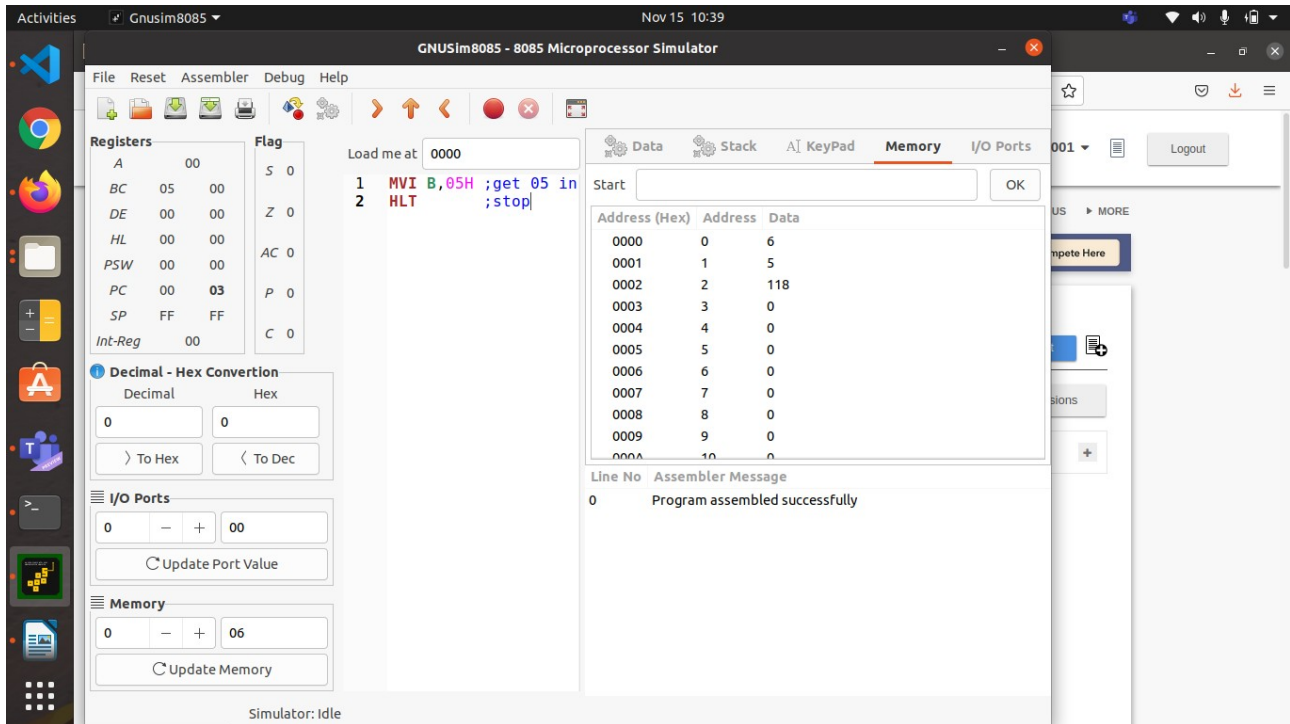 Activities Gnusim8085 Nov 15 10:39
GNUSim8085 - 8085 Microprocessor Simulator
File Reset Assembler Debug Help
Registers
A 00
BC 05 00
DE 00 00
HL 00 00
PSW 00 00
PC 00 03
SP FF FF
Int-Reg 00
Flag
S 0
Z 0
AC 0
P 0
C 0
Decimal - Hex Convertion
Decimal Hex
0 0
To Hex To Dec
I/O Ports
0 − + 00
Update Port Value
Memory
0 − + 06
Update Memory
Simulator: Idle
Load me at 0000
1 MVI B,05H ;get 05 in
2 HLT ;stop
Data Stack KeyPad Memory I/O Ports
Start OK
Address (Hex) Address Data
0000 0 6
0001 1 5
0002 2 118
0003 3 0
0004 4 0
0005 5 0
0006 6 0
0007 7 0
0008 8 0
0009 9 0
000A 10 0
Line No Assembler Message
0 Program assembled successfully
001 Logout
US MORE
mpete Here
sions
+